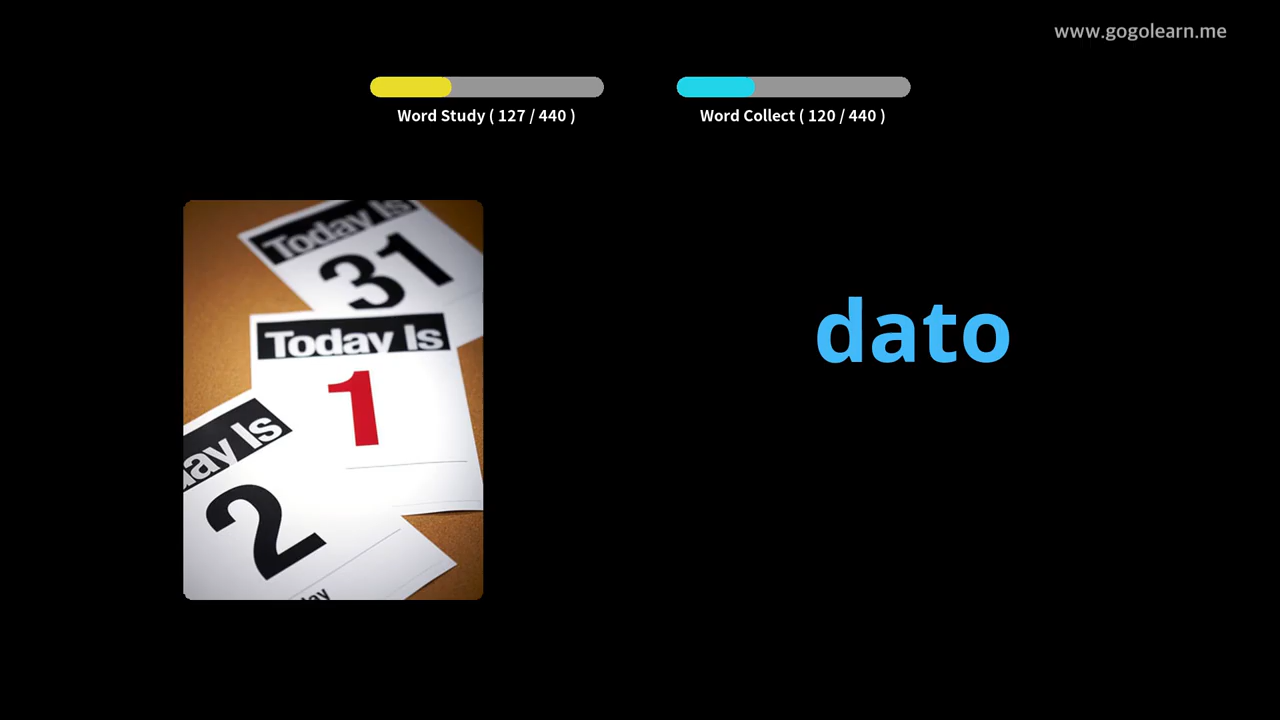 www.gogolearn.me
Word Study ( 127 / 440 )
Word Collect ( 120 / 440 )
Today Is
31
Today Is
1
day Is
2
dato